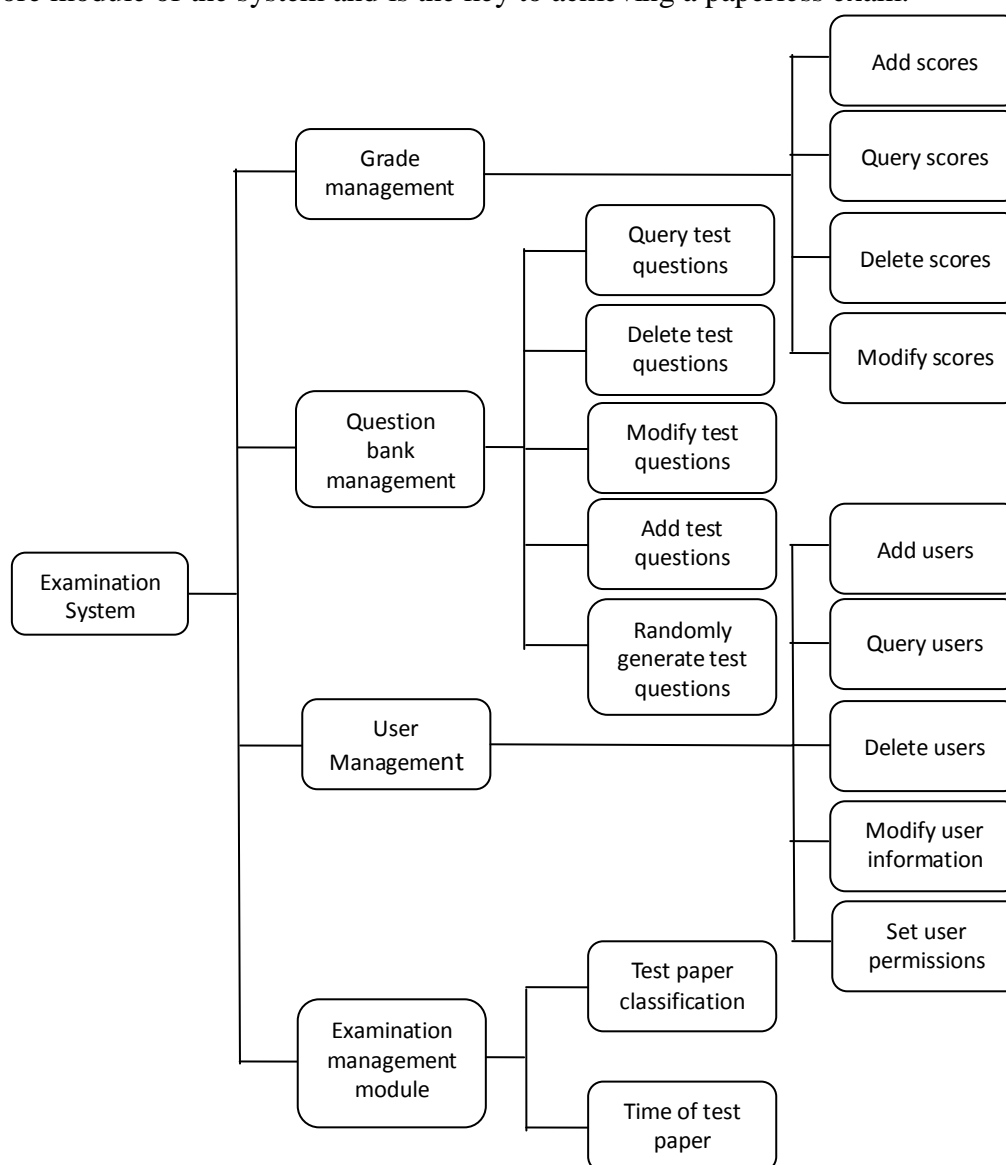 ore module of the system and is the key to achieving a paperless exam.
Add scores
Grade
management
Query scores
Query test
questions
Delete scores
Delete test
questions
Modify scores
Question
bank
management
Modify test
questions
Add test
questions
Add users
Examination
System
Randomly
generate test
questions
Query users
User
Management
Delete users
Modify user
information
Set user
permissions
Test paper
classification
Examination
management
module
Time of test
paper